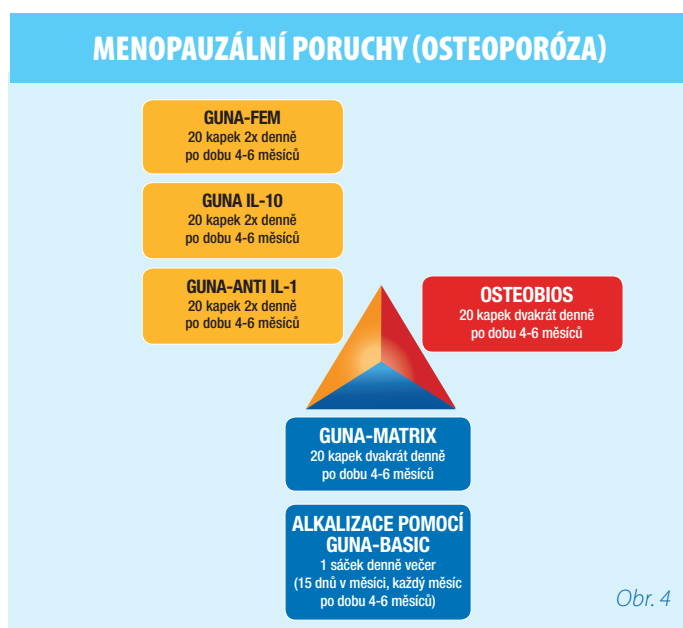 MENOPAUZÁLNÍ PORUCHY (OSTEOPORÓZA)
GUNA-FEM
20 kapek 2x denně
po dobu 4-6 měsíců
GUNA IL-10
20 kapek 2x denně
po dobu 4-6 měsíců
GUNA-ANTI IL-1
20 kapek 2x denně
po dobu 4-6 měsíců
OSTEOBIOS
20 kapek dvakrát denně
po dobu 4-6 měsíců
GUNA-MATRIX
20 kapek dvakrát denně
po dobu 4-6 měsíců
ALKALIZACE POMOCÍ
GUNA-BASIC
1 sáček denně večer
(15 dnů v měsíci, každý měsíc
po dobu 4-6 měsíců)
Obr. 4